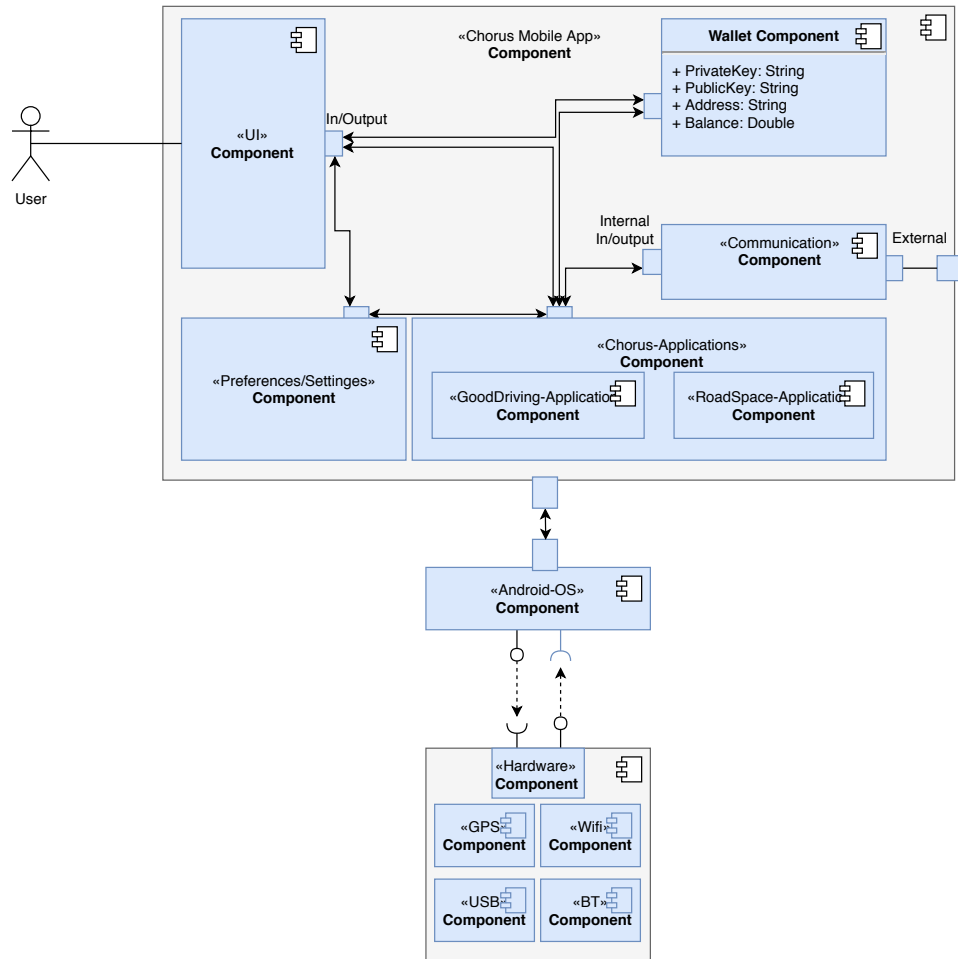 «Chorus Mobile App»
Component
Wallet Component
+ PrivateKey: String
+ PublicKey: String
+ Address: String
+ Balance: Double
In/Output
«UI»
Component
User
Internal
In/output
«Communication»
Component
External
«Preferences/Settinges»
Component
«Chorus-Applications»
Component
«GoodDriving-Application
Component
«RoadSpace-Applicatic
Component
«Android-OS»
Component
«Hardware»
Component
«GPS»
Component
«Wifi»
Component
«USB»
Component
«BT»
Component